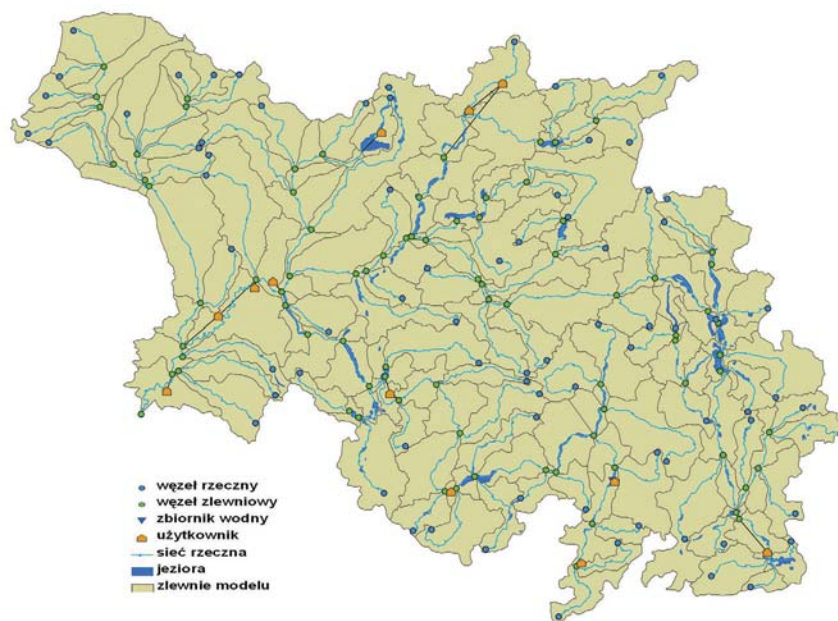 węzeł rzeczny
węzeł zlewniowy
zbiornik wodny
użytkownik
sieć rzeczna
jeziora
zlewnie modelu